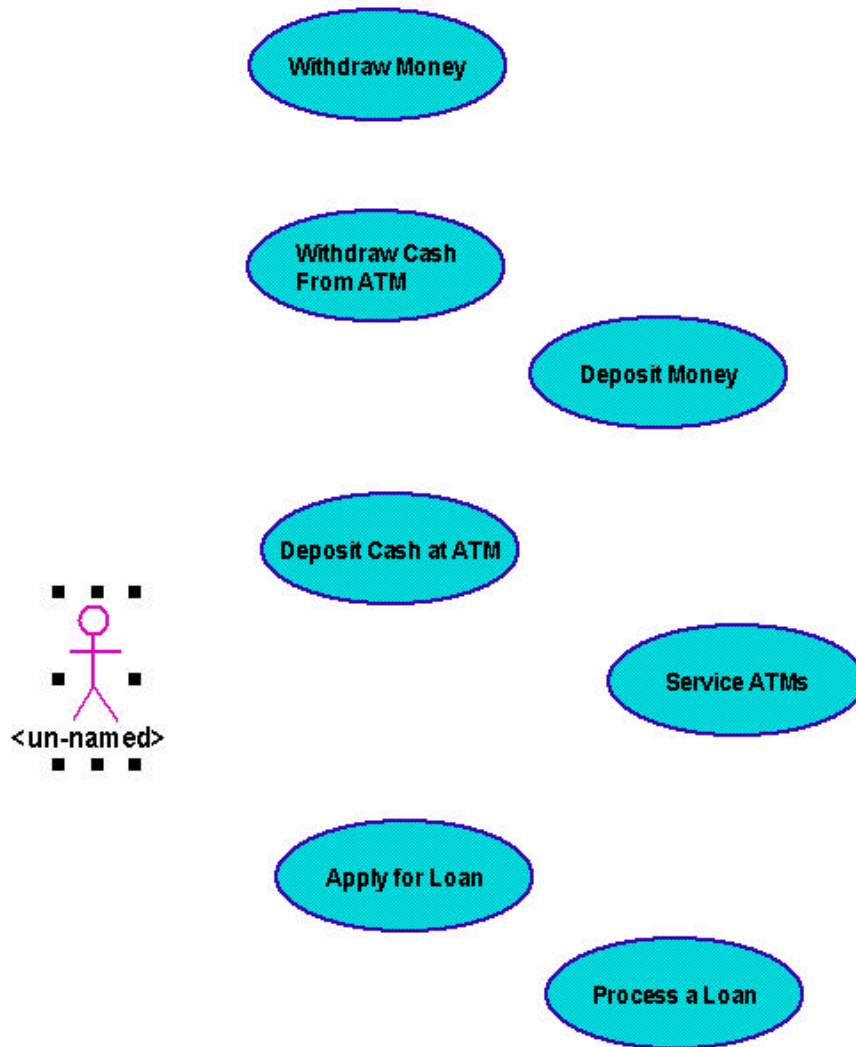 Withdraw Money
Withdraw Cash
From ATM
Deposit Money
Deposit Cash at ATM
Service ATMs
<un-named>
Apply for Loan
Process a Loan